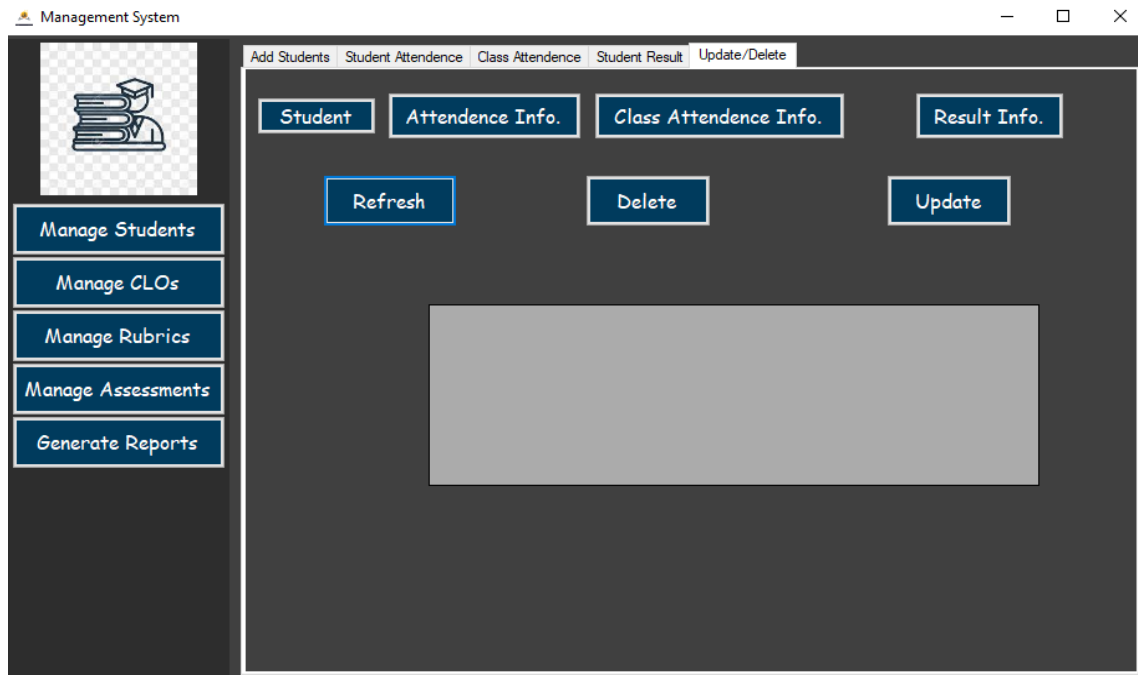 Management System
Add Students Student Attendence Class Attendence Student Result Update/Delete
Student Attendence Info. Class Attendence Info. Result Info.
Refresh Delete Update
Manage Students
Manage CLOs
Manage Rubrics
Manage Assessments
Generate Reports